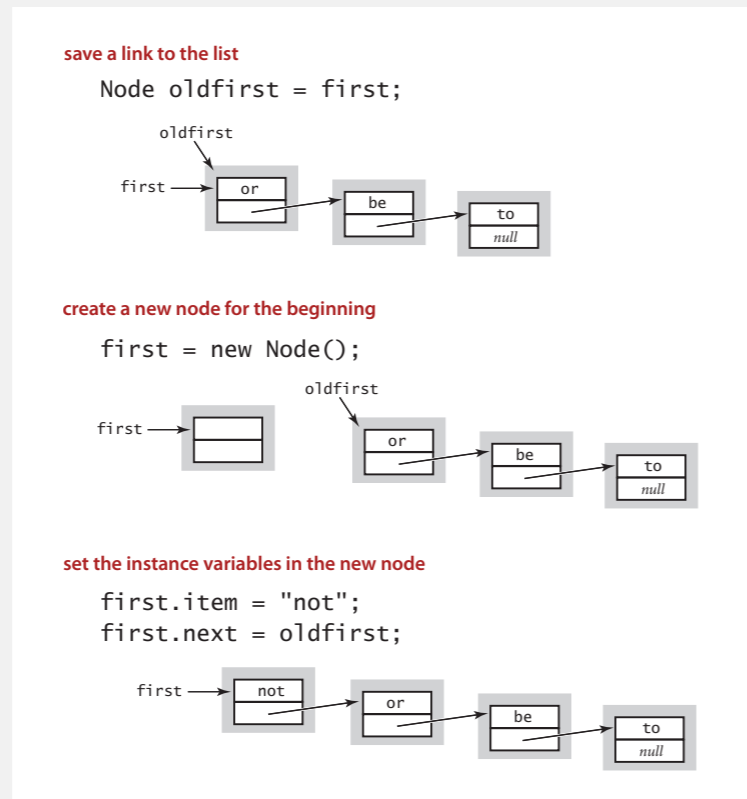 save a link to the list
Node oldfirst = first;
oldfirst
first
or
be
to
null
create a new node for the beginning
first = new Node();
oldfirst
first
or
be
to
null
set the instance variables in the new node
first.item = "not";
first.next = oldfirst;
first
not
or
be
to
null